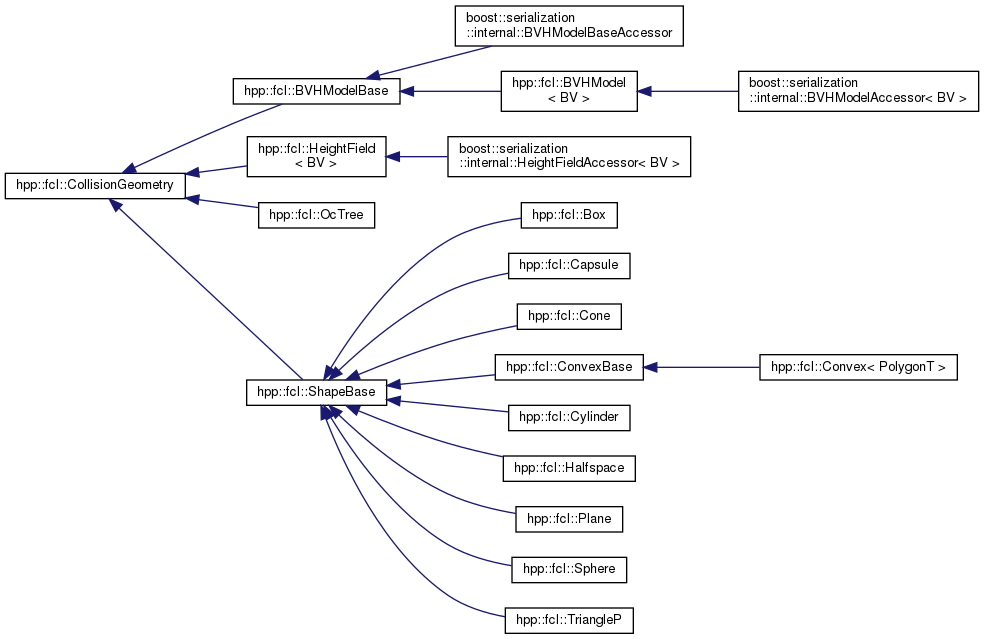 boost::serialization
::internal::BVHModelBaseAccessor
hpp::fcl::BVHModelBase
hpp::fcl::BVHModel
< BV >
boost::serialization
::internal::BVHModelAccessor< BV >
hpp::fcl::HeightField
< BV >
boost::serialization
::internal::HeightFieldAccessor< BV >
hpp::fcl::CollisionGeometry
hpp::fcl::OcTree
hpp::fcl::Box
hpp::fcl::Capsule
hpp::fcl::Cone
hpp::fcl::ConvexBase
hpp::fcl::Convex< PolygonT >
hpp::fcl::ShapeBase
hpp::fcl::Cylinder
hpp::fcl::Halfspace
hpp::fcl::Plane
hpp::fcl::Sphere
hpp::fcl::TriangleP